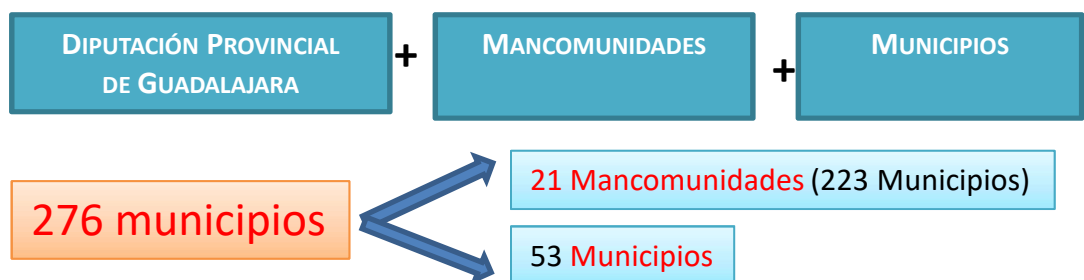 DIPUTACIÓN PROVINCIAL
DE GUADALAJARA
+
MANCOMUNIDADES
+
MUNICIPIOS
276 municipios
21 Mancomunidades (223 Municipios)
53 Municipios